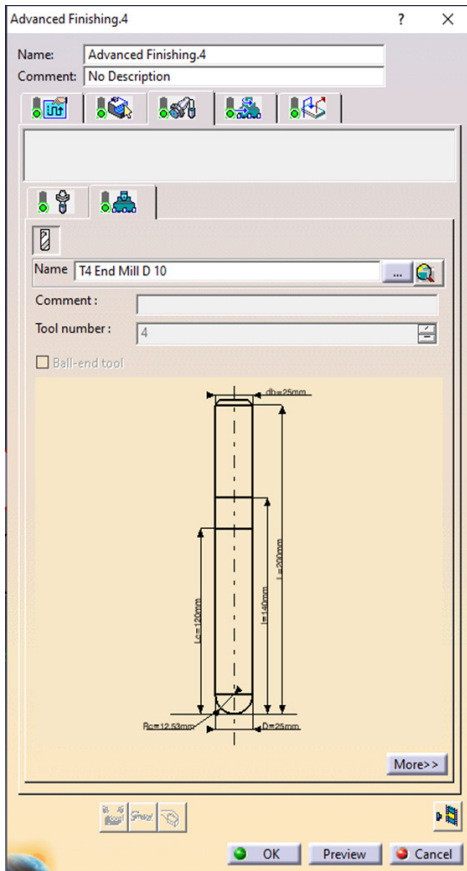 Advanced Finishing.4 ? ×
Name: Advanced Finishing.4
Comment: No Description
Name T4 End Mill D 10 ...
Comment :
Tool number : 4
Ball-end tool
db=25mm
L=200mm
l=140mm
Lc=120mm
Rc=12.53mm D=25mm
More>>
OK Preview Cancel